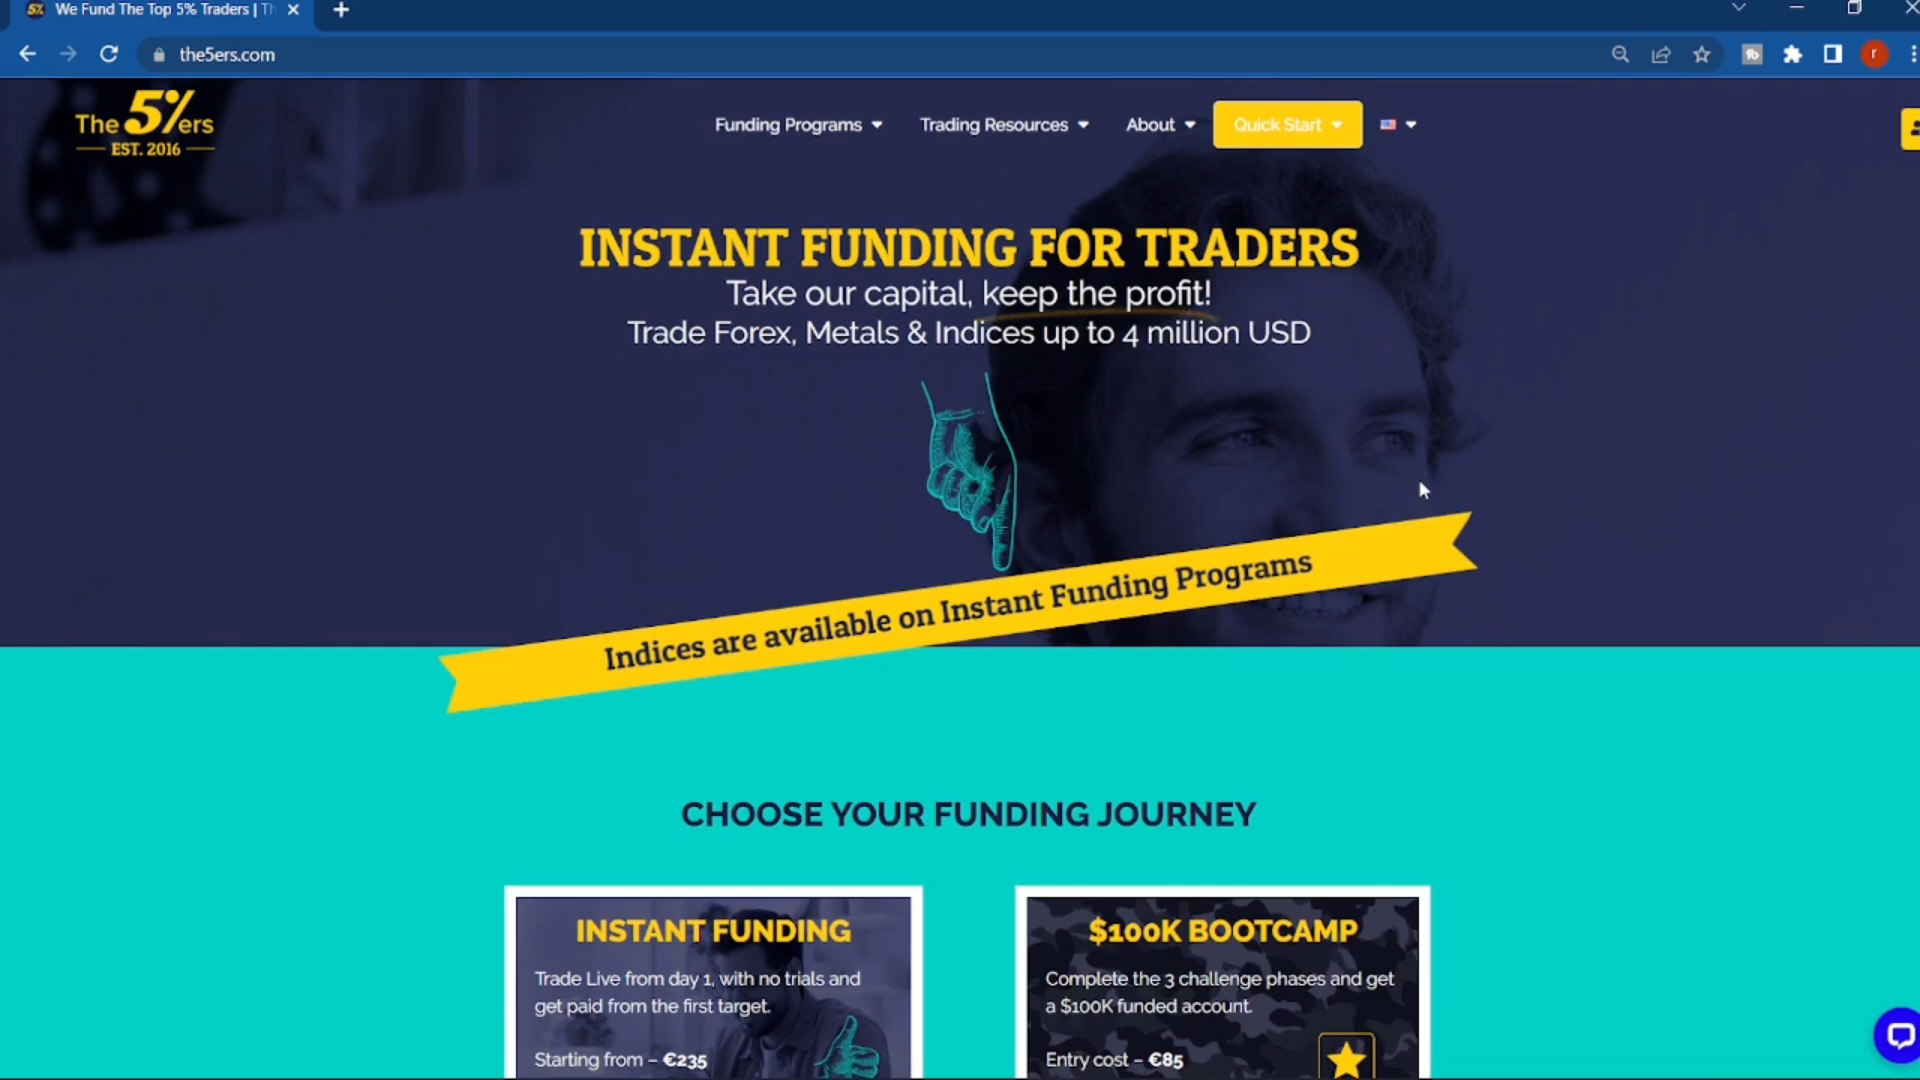 We Fund The Top 5% Traders | Th
the5ers.com
The 5%ers
EST. 2016
Funding Programs
Trading Resources
About
Quick Start
INSTANT FUNDING FOR TRADERS
Take our capital, keep the profit!
Trade Forex, Metals & Indices up to 4 million USD
Indices are available on Instant Funding Programs
CHOOSE YOUR FUNDING JOURNEY
INSTANT FUNDING
Trade Live from day 1, with no trials and
get paid from the first target.
Starting from – €235
$100K BOOTCAMP
Complete the 3 challenge phases and get
a $100K funded account.
Entry cost – €85